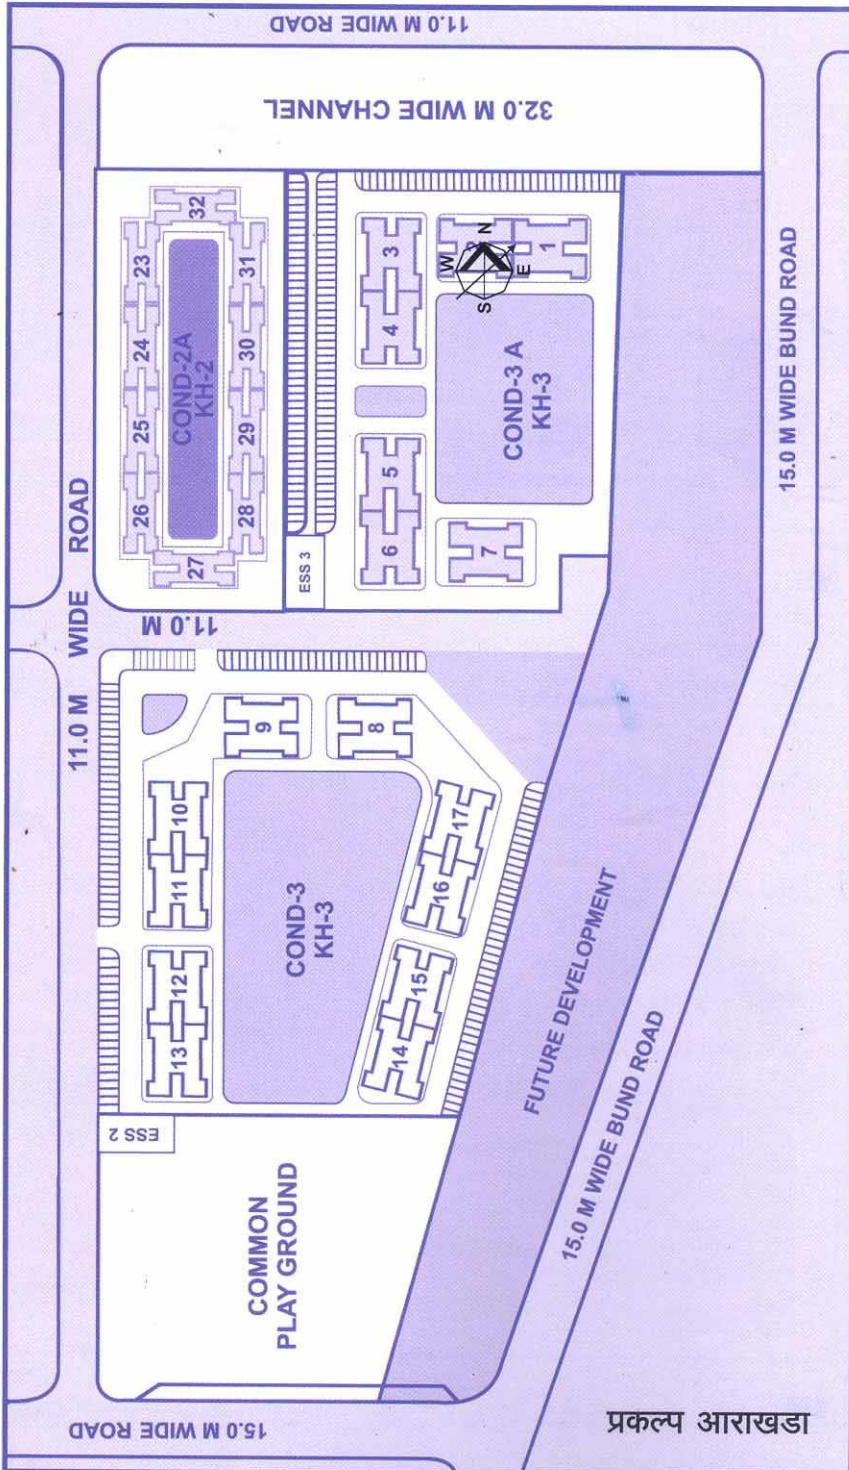 11.0 M WIDE ROAD
32.0 M WIDE CHANNEL
11.0 M WIDE ROAD
15.0 M WIDE BUND ROAD
23
24
25
26
27
28
29
30
31
32
COND-2A
KH-2
ESS 3
3
4
5
6
7
1
W
N
E
S
COND-3 A
KH-3
11.0 M
9
8
10
11
12
13
14
15
16
17
COND-3
KH-3
ESS 2
COMMON
PLAY GROUND
FUTURE DEVELOPMENT
15.0 M WIDE BUND ROAD
15.0 M WIDE ROAD
प्रकल्प आराखडा